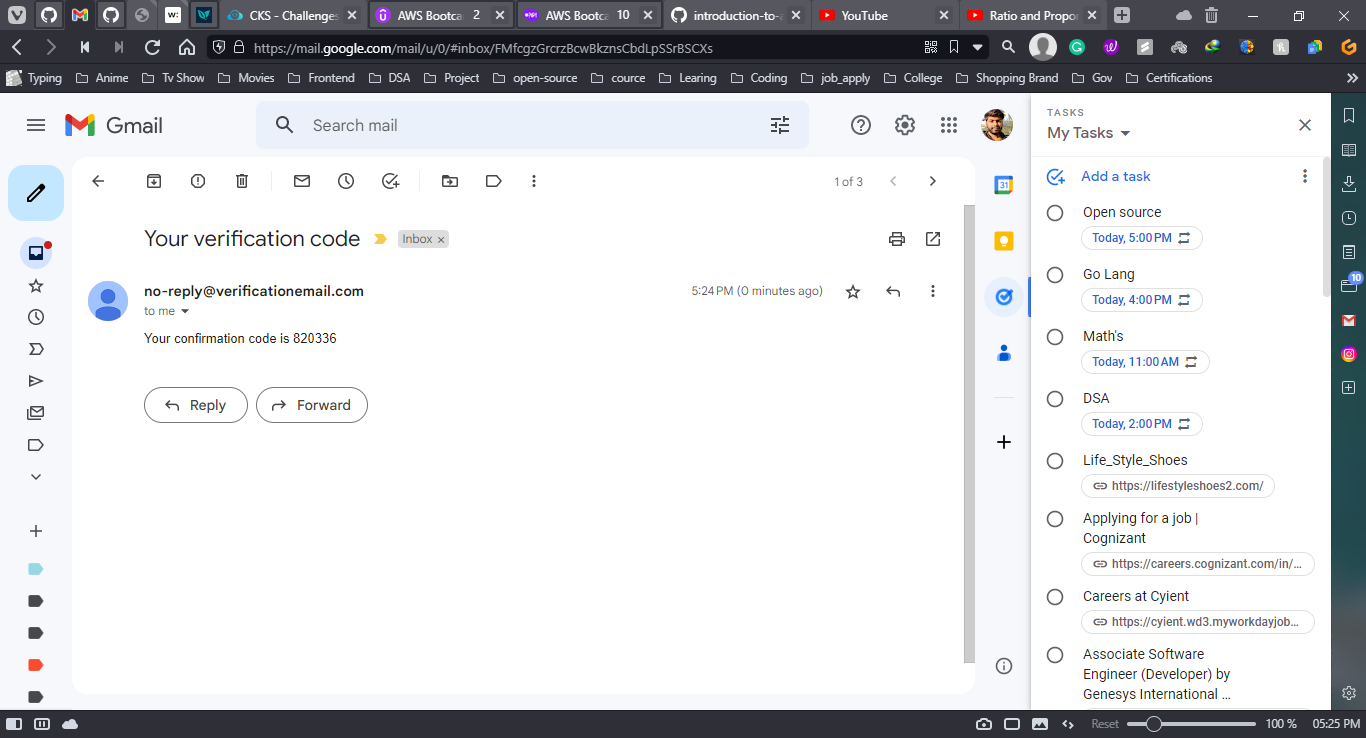 CKS - Challenges
AWS Bootca 2
AWS Bootca 10
introduction-to-a
YouTube
Ratio and Propor
https://mail.google.com/mail/u/0/#inbox/FMfcgzGrcrzBcwBkznsCbdLpSSrBSCXs
Typing Anime Tv Show Movies Frontend DSA Project open-source cource Learing Coding job_apply College Shopping Brand Gov Certifications
Gmail
Search mail
1 of 3
Your verification code
Inbox x
no-reply@verificationemail.com
5:24 PM (0 minutes ago)
to me
Your confirmation code is 820336
Reply
Forward
31
TASKS
My Tasks
Add a task
Open source
Today, 5:00 PM
Go Lang
Today, 4:00 PM
Math's
Today, 11:00 AM
DSA
Today, 2:00 PM
Life_Style_Shoes
https://lifestyleshoes2.com/
Applying for a job |
Cognizant
https://careers.cognizant.com/in/...
Careers at Cyient
https://cyient.wd3.myworkdayjob...
Associate Software
Engineer (Developer) by
Genesys International ...
10
Reset
100 %
05:25 PM